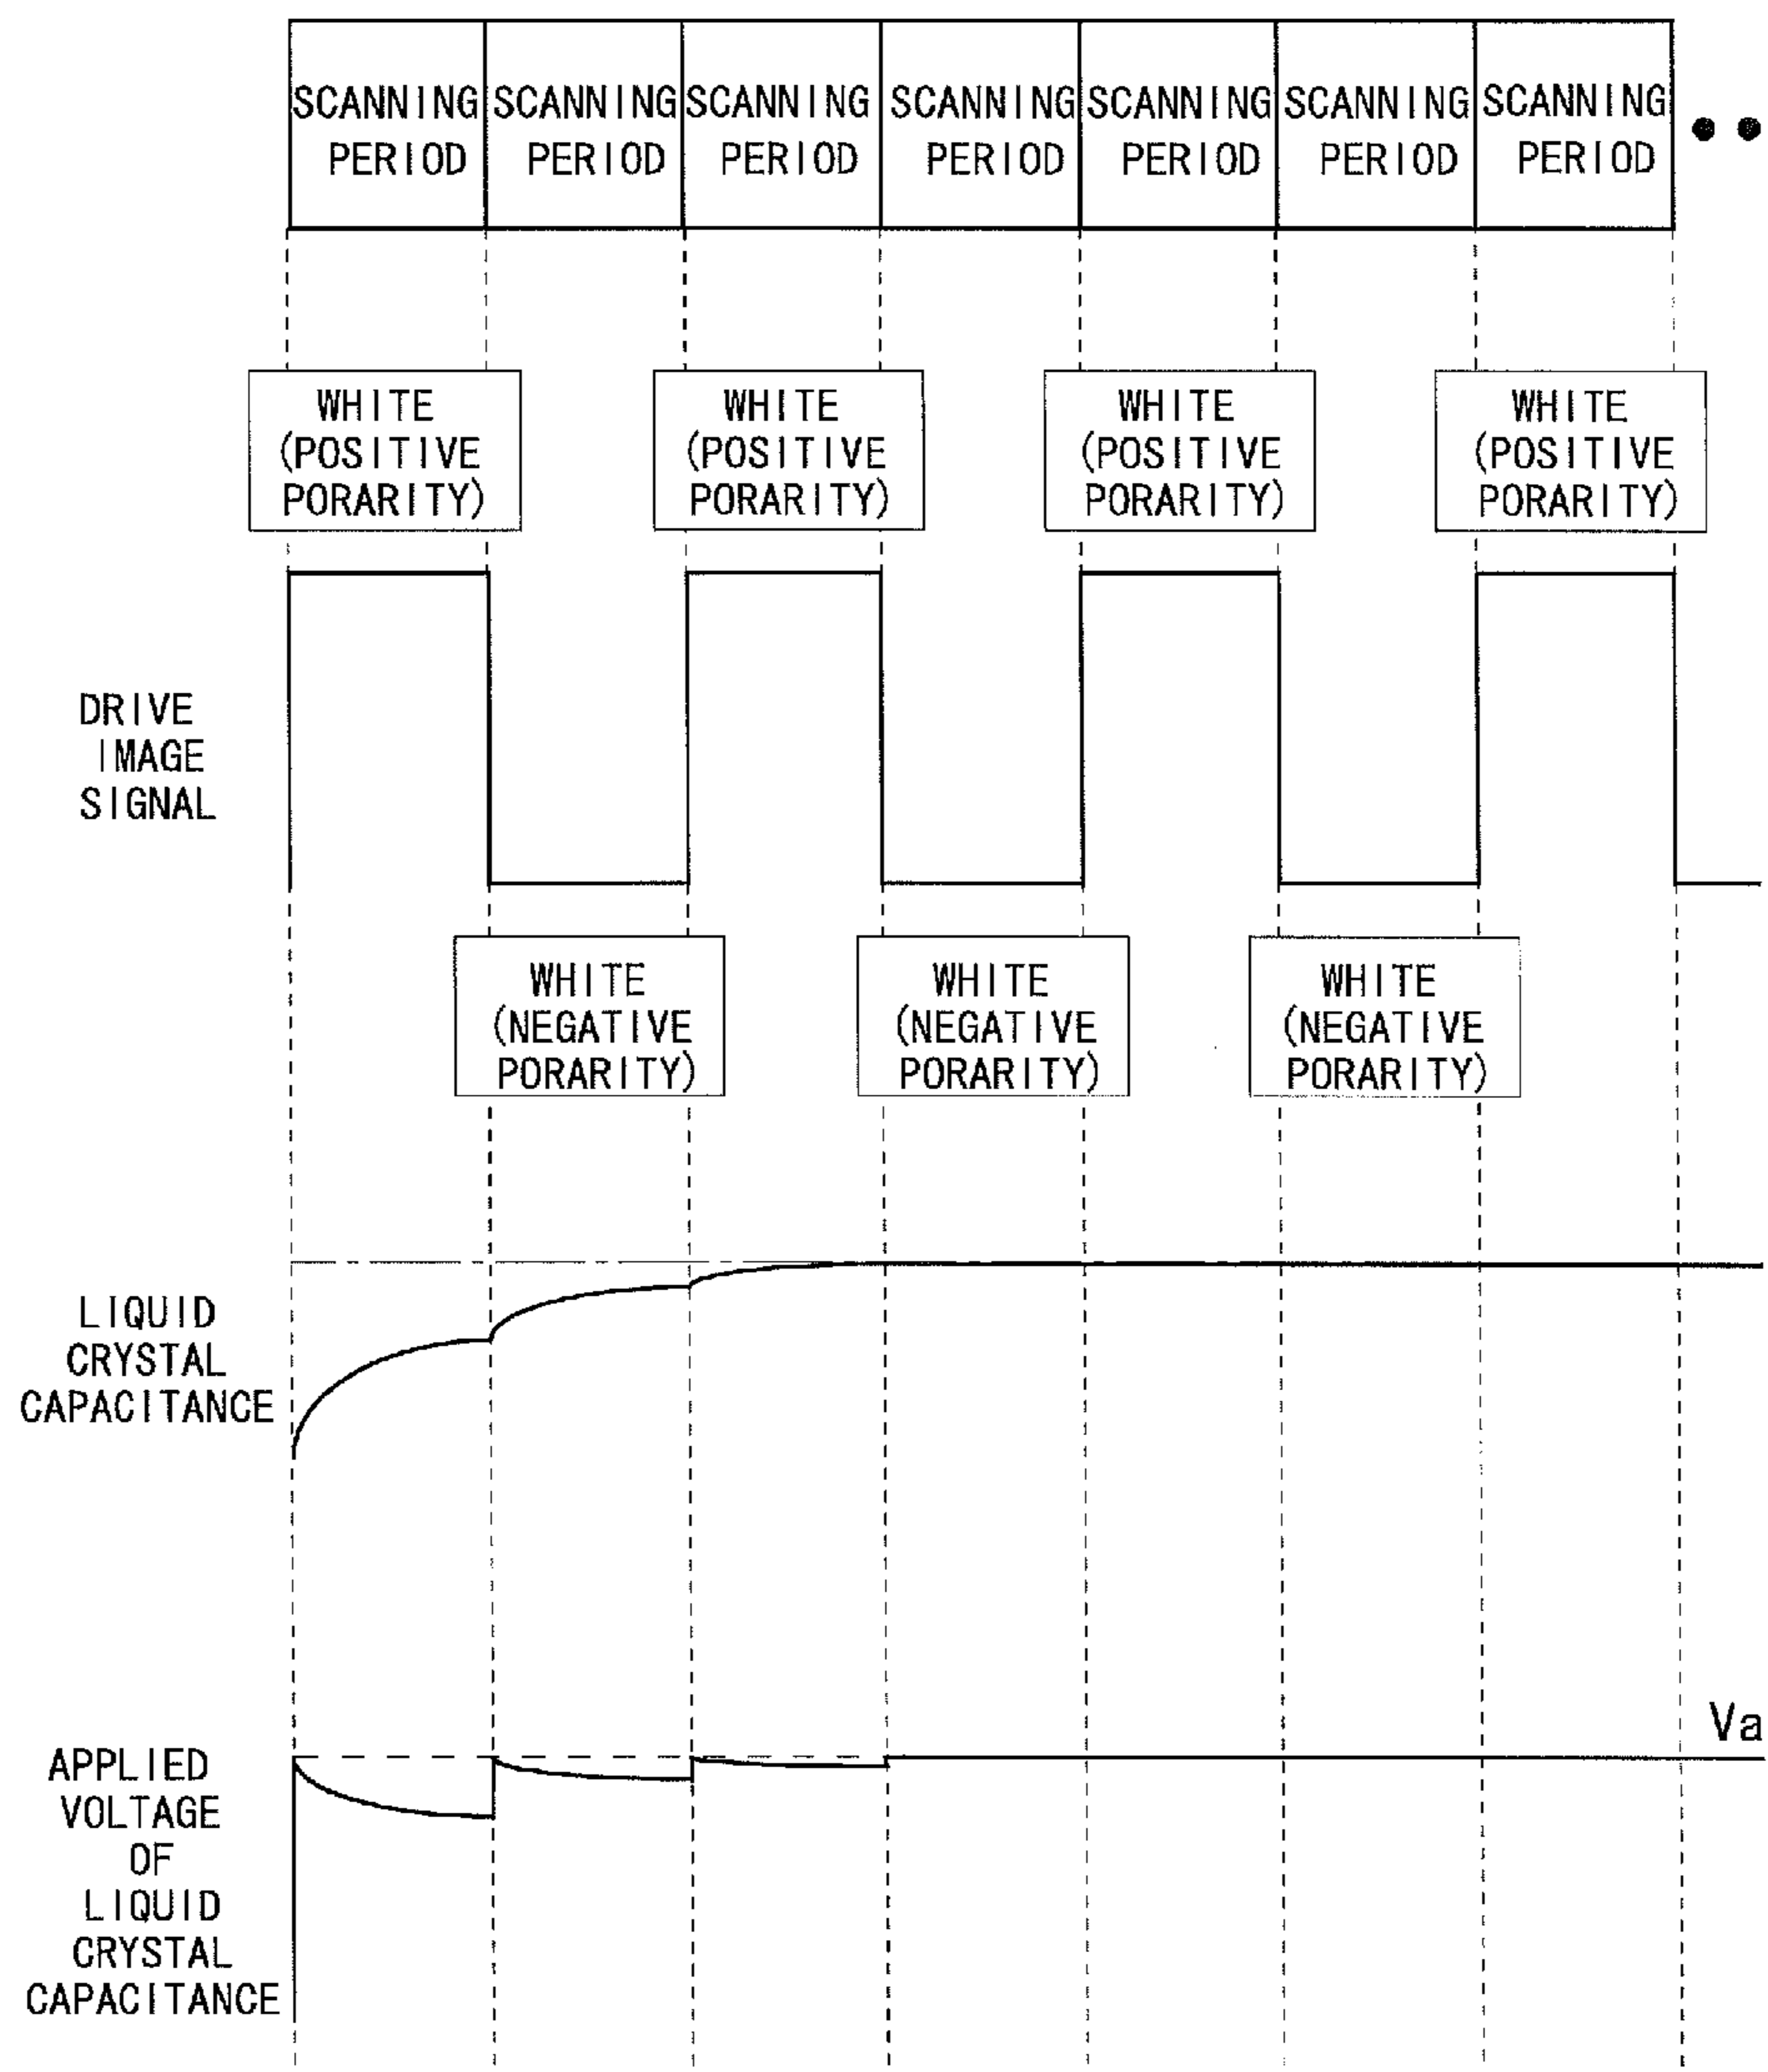 SCANNING SCANNING SCANNING SCANNING SCANNING SCANNING SCANNING
PERIOD PERIOD PERIOD PERIOD PERIOD PERIOD PERIOD
WHITE
(POSITIVE
PORARITY)
WHITE
(POSITIVE
PORARITY)
WHITE
(POSITIVE
PORARITY)
WHITE
(POSITIVE
PORARITY)
DRIVE
IMAGE
SIGNAL
WHITE
(NEGATIVE
PORARITY)
WHITE
(NEGATIVE
PORARITY)
WHITE
(NEGATIVE
PORARITY)
LIQUID
CRYSTAL
CAPACITANCE
Va
APPLIED
VOLTAGE
OF
LIQUID
CRYSTAL
CAPACITANCE